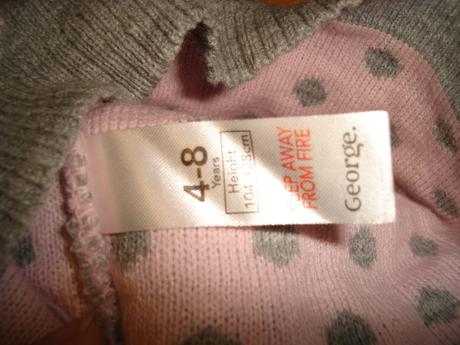 George.
KEEP AWAY
FROM FIRE
Height
104-128cm
4-8
Years